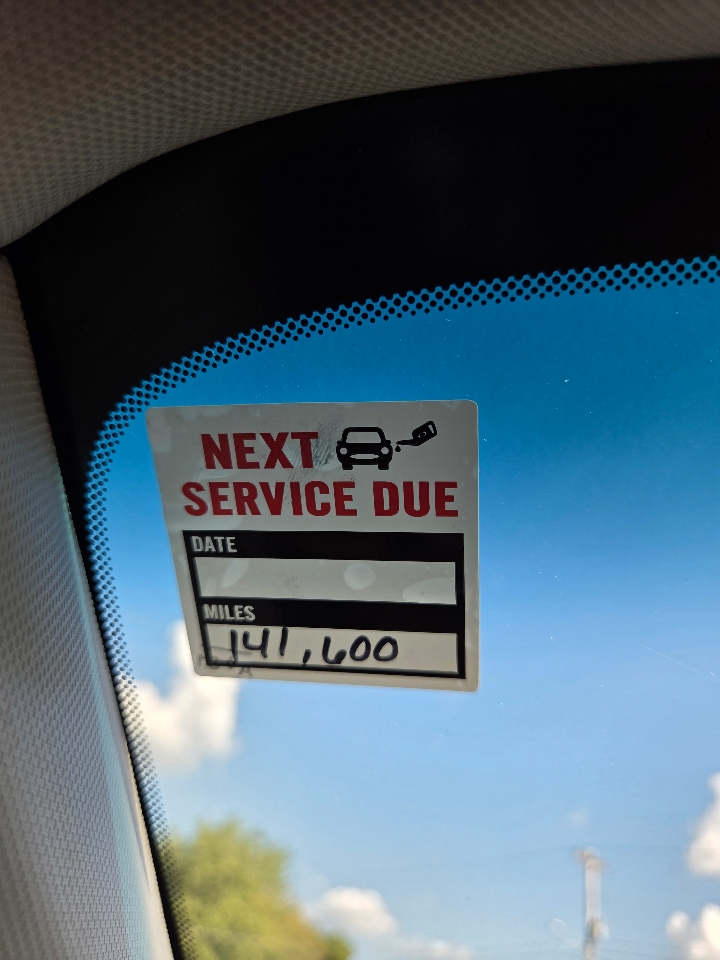 NEXT
SERVICE DUE
DATE
MILES
141,600